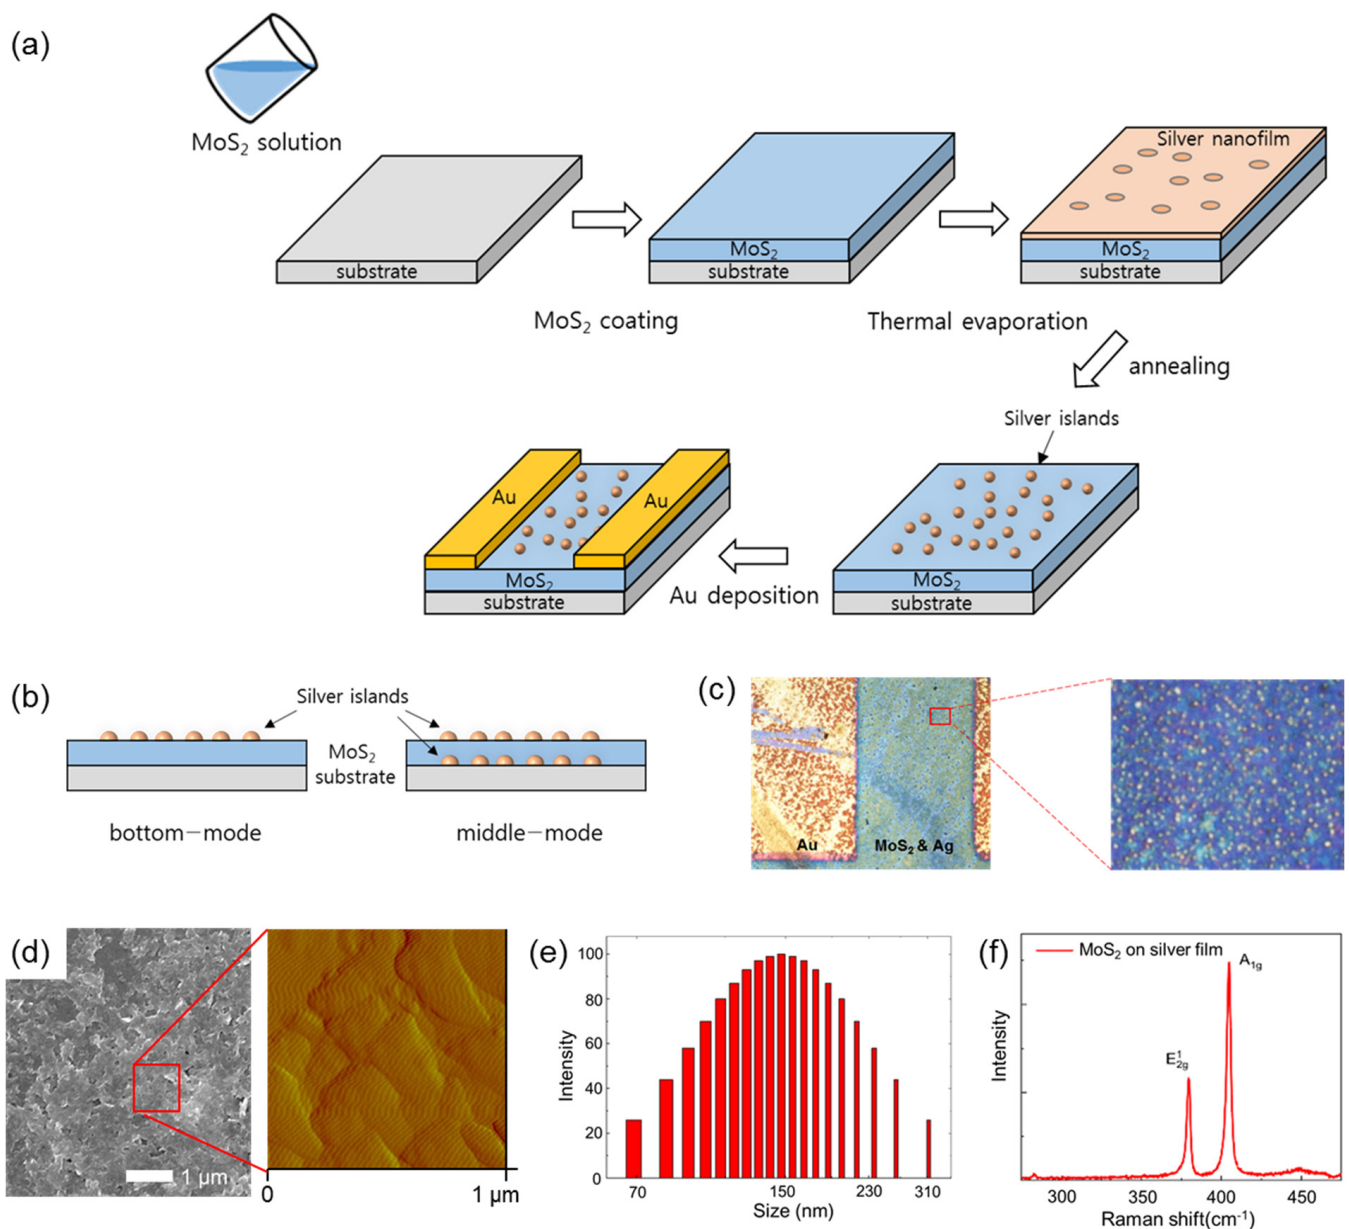 (a)
MoS2 solution
substrate
MoS2
substrate
Silver nanofilm
MoS2
substrate
MoS2 coating
Thermal evaporation
annealing
Silver islands
Au
Au
MoS2
substrate
Au deposition
MoS2
substrate
(b)
Silver islands
MoS2
substrate
bottom−mode
middle−mode
(c)
Au
MoS2 & Ag
(d)
1 μm
0
1 μm
(e)
Intensity
100
80
60
40
20
0
70
150
230
310
Size (nm)
(f)
MoS2 on silver film
A1g
E12g
Intensity
300
350
400
450
Raman shift(cm-1)